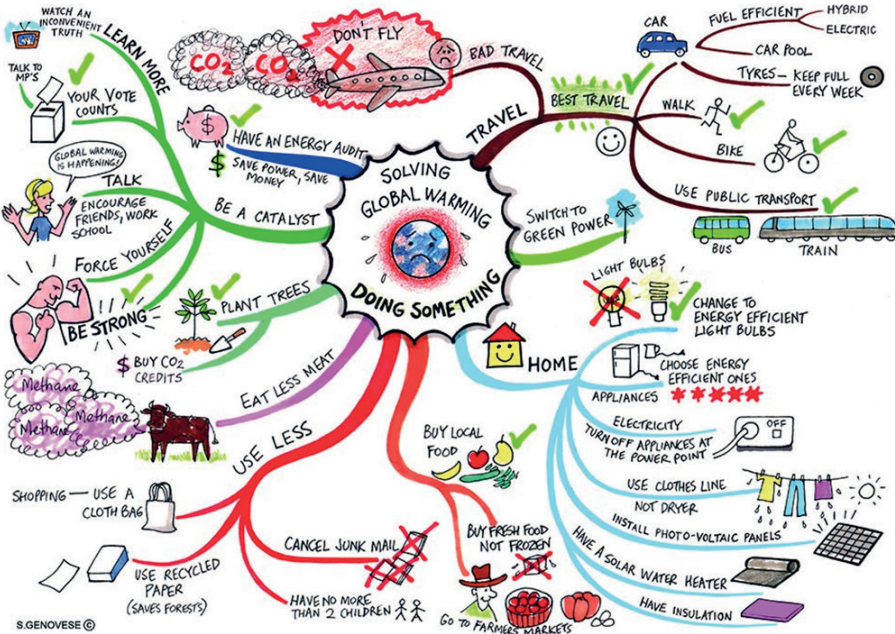 SOLVING
GLOBAL WARMING
DOING SOMETHING
TRAVEL
BAD TRAVEL
DON'T FLY
CO2
CO2
BEST TRAVEL
CAR
FUEL EFFICIENT
HYBRID
ELECTRIC
CAR POOL
TYRES — KEEP FULL
EVERY WEEK
WALK
BIKE
USE PUBLIC TRANSPORT
BUS
TRAIN
SWITCH TO
GREEN POWER
HOME
LIGHT BULBS
CHANGE TO
ENERGY EFFICIENT
LIGHT BULBS
APPLIANCES
CHOOSE ENERGY
EFFICIENT ONES
ELECTRICITY
TURN OFF APPLIANCES AT
THE POWER POINT
OFF
USE CLOTHES LINE
NOT DRYER
INSTALL PHOTO-VOLTAIC PANELS
HAVE A SOLAR
WATER HEATER
HAVE INSULATION
BUY LOCAL
FOOD
BUY FRESH FOOD
NOT FROZEN
GO TO FARMERS MARKETS
USE LESS
CANCEL JUNK MAIL
HAVE NO MORE
THAN 2 CHILDREN
USE RECYCLED
PAPER
(SAVES FORESTS)
SHOPPING — USE A
CLOTH BAG
EAT LESS MEAT
Methane
Methane
Methane
PLANT TREES
$ BUY CO2
CREDITS
BE A CATALYST
LEARN MORE
WATCH AN
INCONVENIENT
TRUTH
YOUR VOTE
COUNTS
TALK TO
MP'S
TALK
ENCOURAGE
FRIENDS, WORK
SCHOOL
GLOBAL WARMING
IS HAPPENING!
FORCE YOURSELF
BE STRONG
HAVE AN ENERGY AUDIT
$ SAVE POWER, SAVE
MONEY
$
S.GENOVESE ©